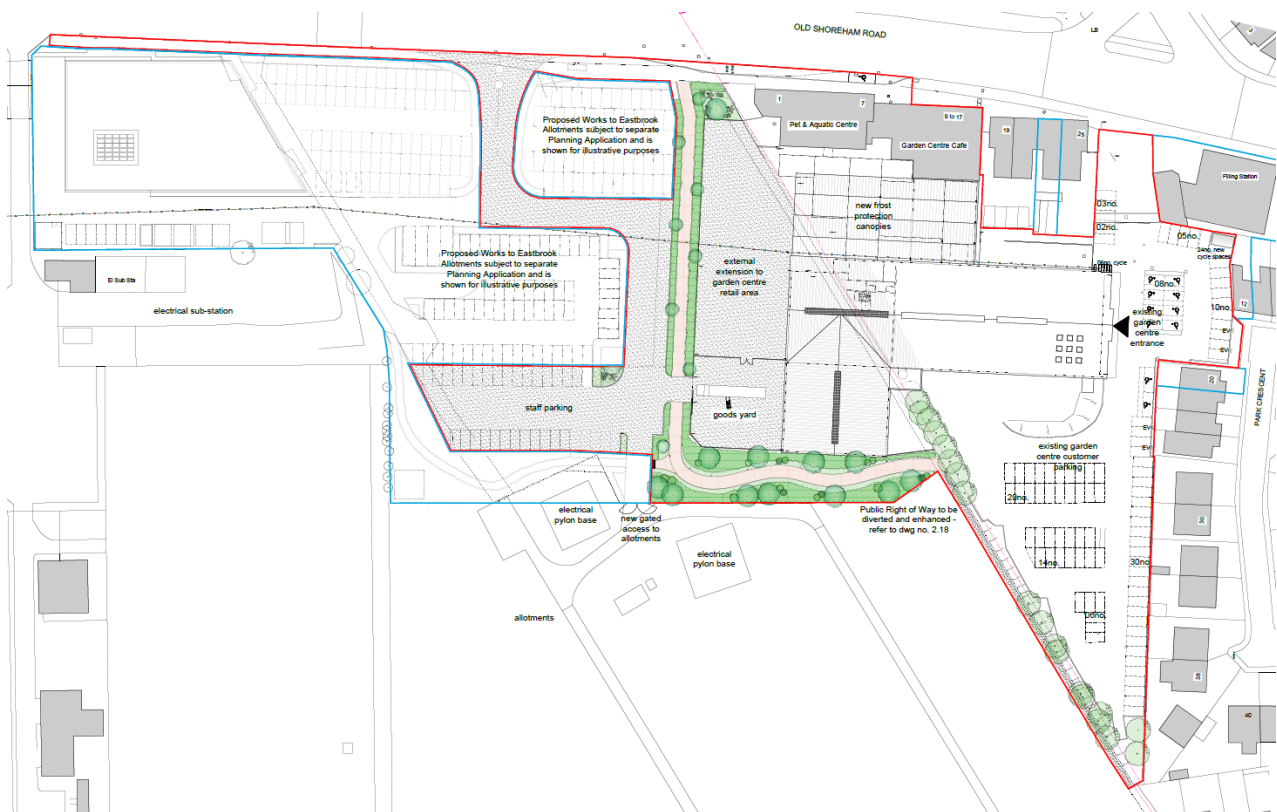 OLD SHOREHAM ROAD
LB
1
7
Pet & Aquatic Centre
9 to 17
Garden Centre Cafe
19
25
Filling Station
Proposed Works to Eastbrook
Allotments subject to separate
Planning Application and is
shown for illustrative purposes
new frost
protection
canopies
03no.
02no.
05no.
24no. new
cycle spaces
Proposed Works to Eastbrook
Allotments subject to separate
Planning Application and is
shown for illustrative purposes
external
extension to
garden centre
retail area
El Sub Sta
electrical sub-station
08no.
10no.
12
existing
garden
centre
entrance
EV
EV
20
PARK CRESCENT
staff parking
goods yard
EV
EV
existing garden
centre customer
parking
20no.
electrical
pylon base
new gated
access to
allotments
Public Right of Way to be
diverted and enhanced -
refer to dwg no. 2.18
30
electrical
pylon base
14no.
30no.
allotments
38
40